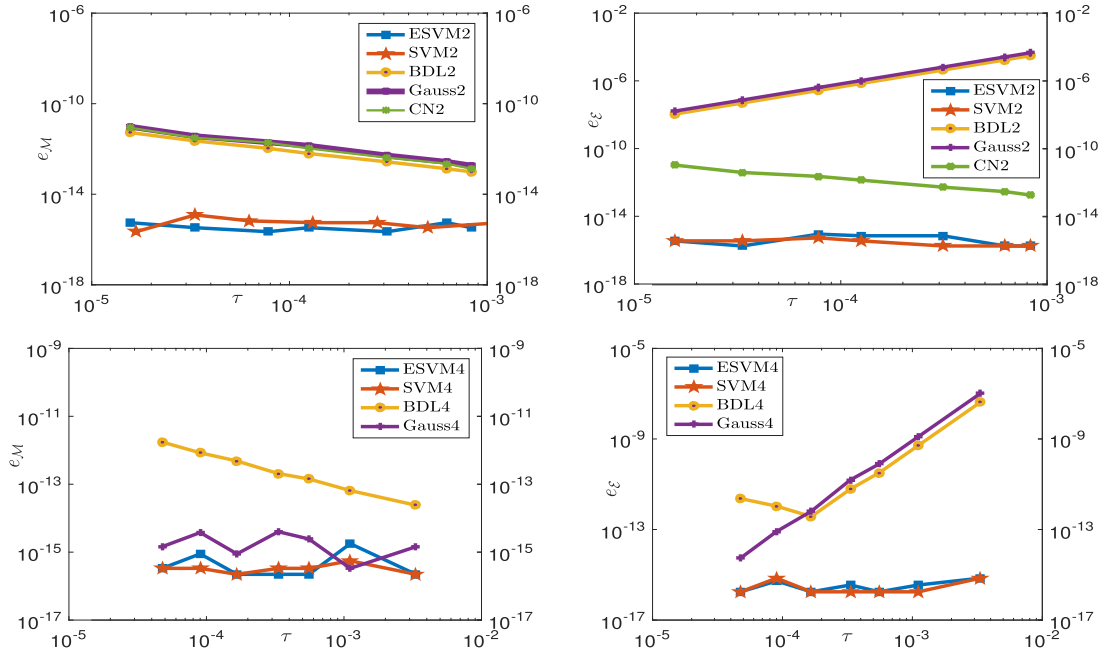 10^-6 10^-6
ESVM2
SVM2
BDL2
Gauss2
CN2
10^-10 10^-10
e_M
10^-14 10^-14
10^-18 10^-18
10^-5 τ 10^-4 10^-3
10^-2 10^-2
10^-6 10^-6
ESVM2
SVM2
BDL2
Gauss2
CN2
e_ℰ
10^-10 10^-10
10^-14 10^-14
10^-18 10^-18
10^-5 τ 10^-4 10^-3
10^-9 10^-9
ESVM4
SVM4
BDL4
Gauss4
10^-11 10^-11
e_M
10^-13 10^-13
10^-15 10^-15
10^-17 10^-17
10^-5 10^-4 τ 10^-3 10^-2
10^-5 10^-5
ESVM4
SVM4
BDL4
Gauss4
10^-9 10^-9
e_ℰ
10^-13 10^-13
10^-17 10^-17
10^-5 10^-4 τ 10^-3 10^-2